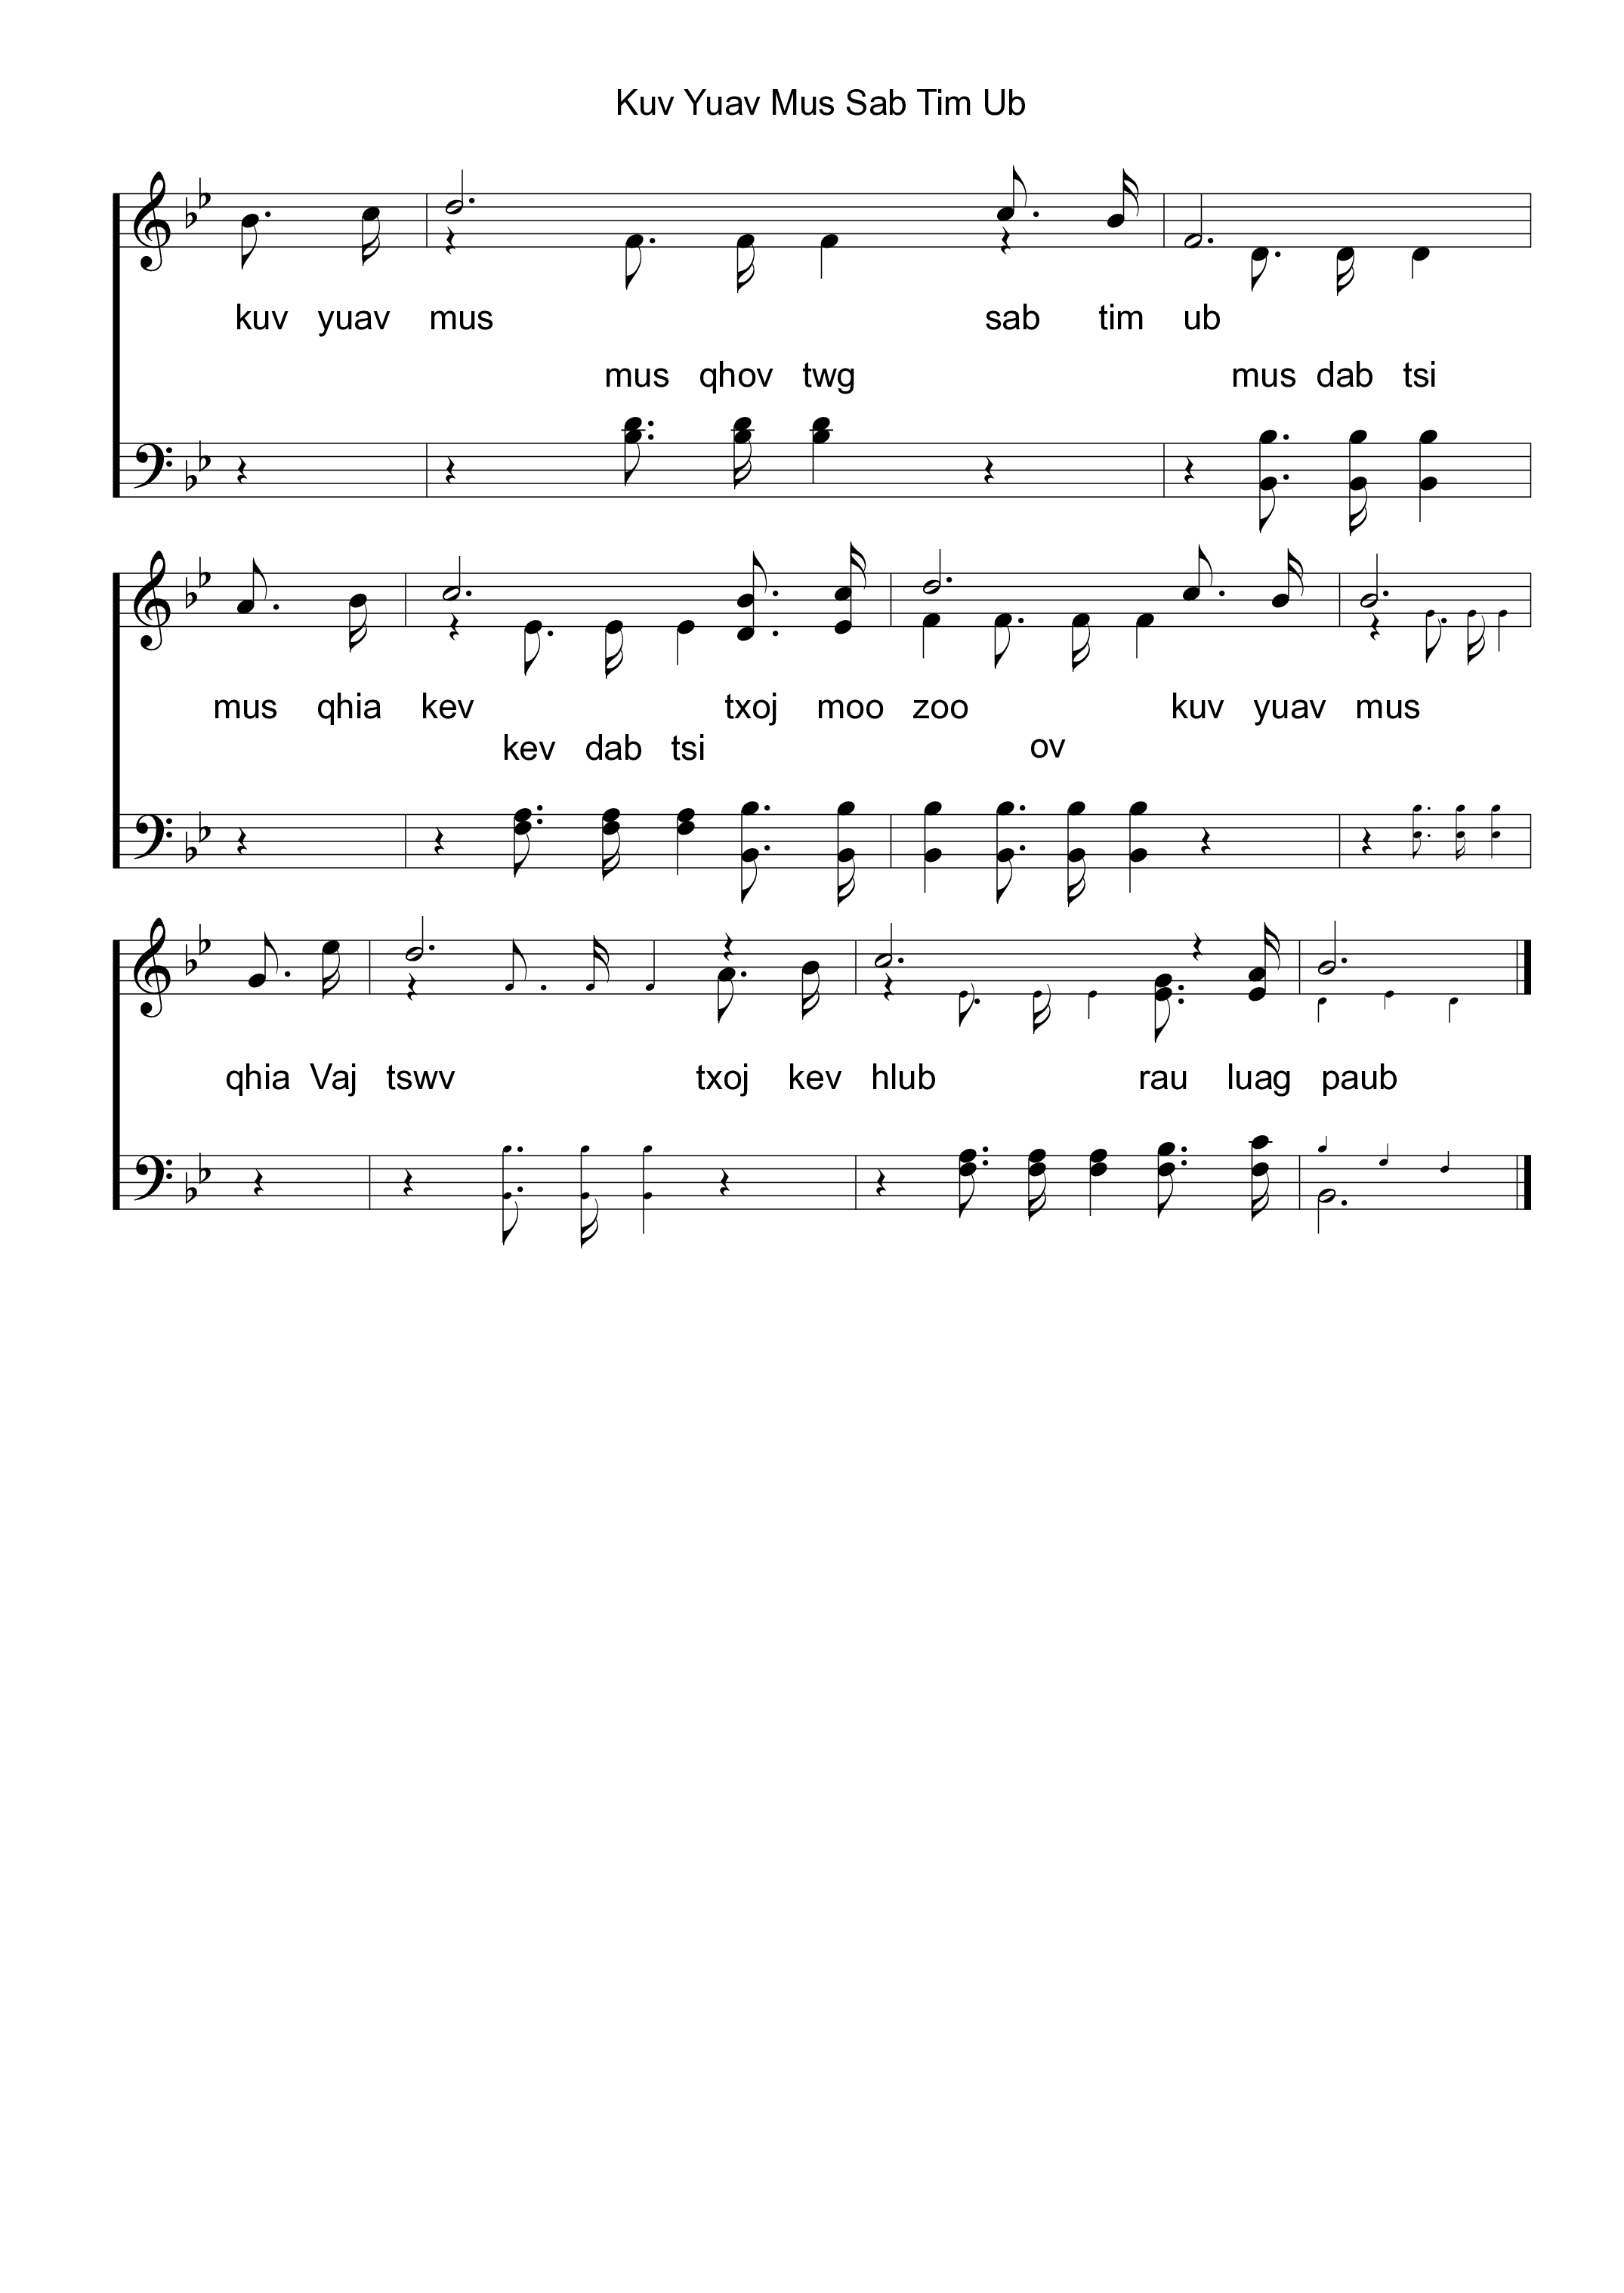 Kuv Yuav Mus Sab Tim Ub
kuv yuav mus sab tim ub
mus qhov twg mus dab tsi
mus qhia kev txoj moo zoo kuv yuav mus
kev dab tsi ov
qhia Vaj tswv txoj kev hlub rau luag paub